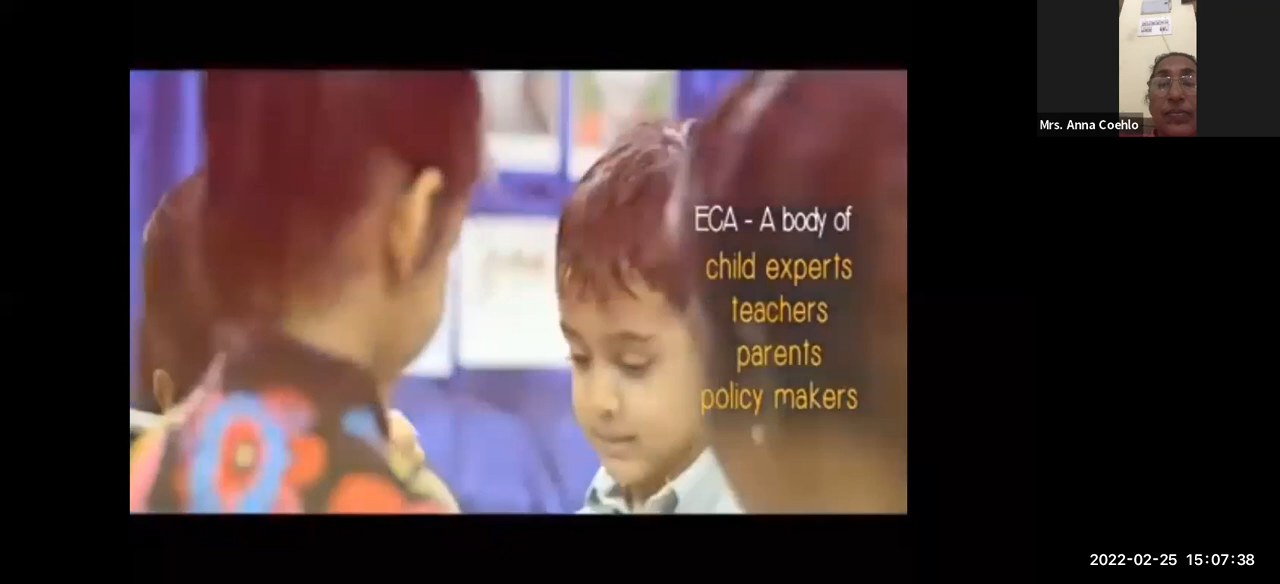 ECA - A body of
child experts
teachers
parents
policy makers
Mrs. Anna Coehlo
2022-02-25 15:07:38